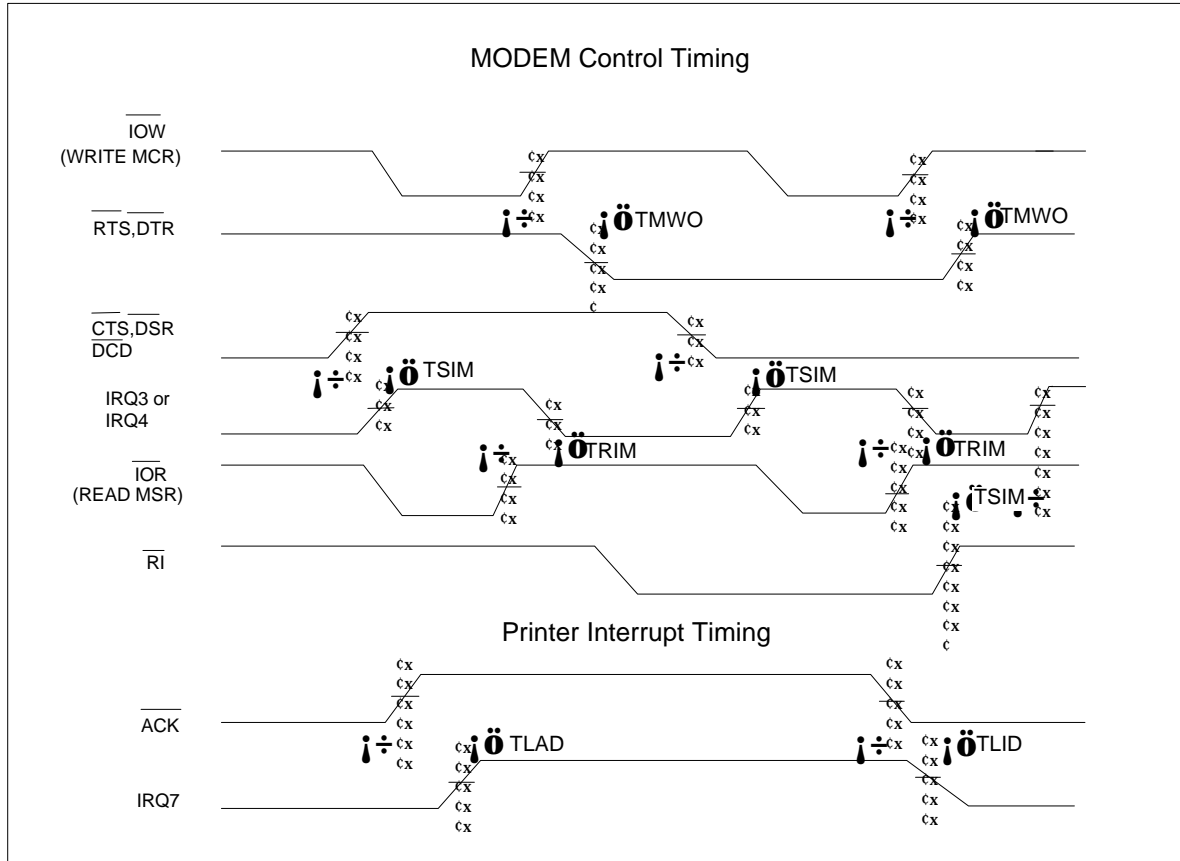 MODEM Control Timing
IOW
(WRITE MCR)
RTS,DTR
TMWO
TMWO
CTS,DSR
DCD
TSIM
TSIM
IRQ3 or
IRQ4
TRIM
TRIM
IOR
(READ MSR)
TSIM
RI
Printer Interrupt Timing
ACK
TLAD
TLID
IRQ7